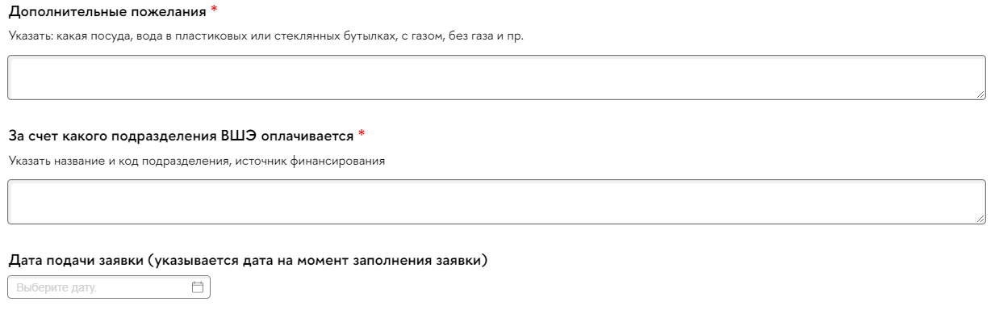 Дополнительные пожелания *
Указать: какая посуда, вода в пластиковых или стеклянных бутылках, с газом, без газа и пр.
За счет какого подразделения ВШЭ оплачивается *
Указать название и код подразделения, источник финансирования
Дата подачи заявки (указывается дата на момент заполнения заявки)
Выберите дату.